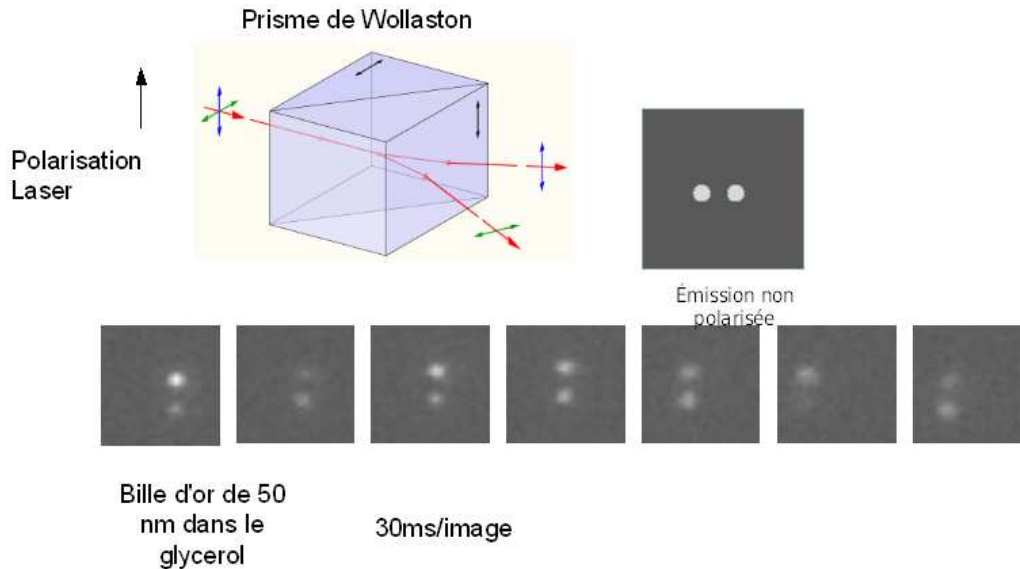 Prisme de Wollaston
Polarisation
Laser
Émission non
polarisée
Bille d'or de 50
nm dans le
glycerol
30ms/image